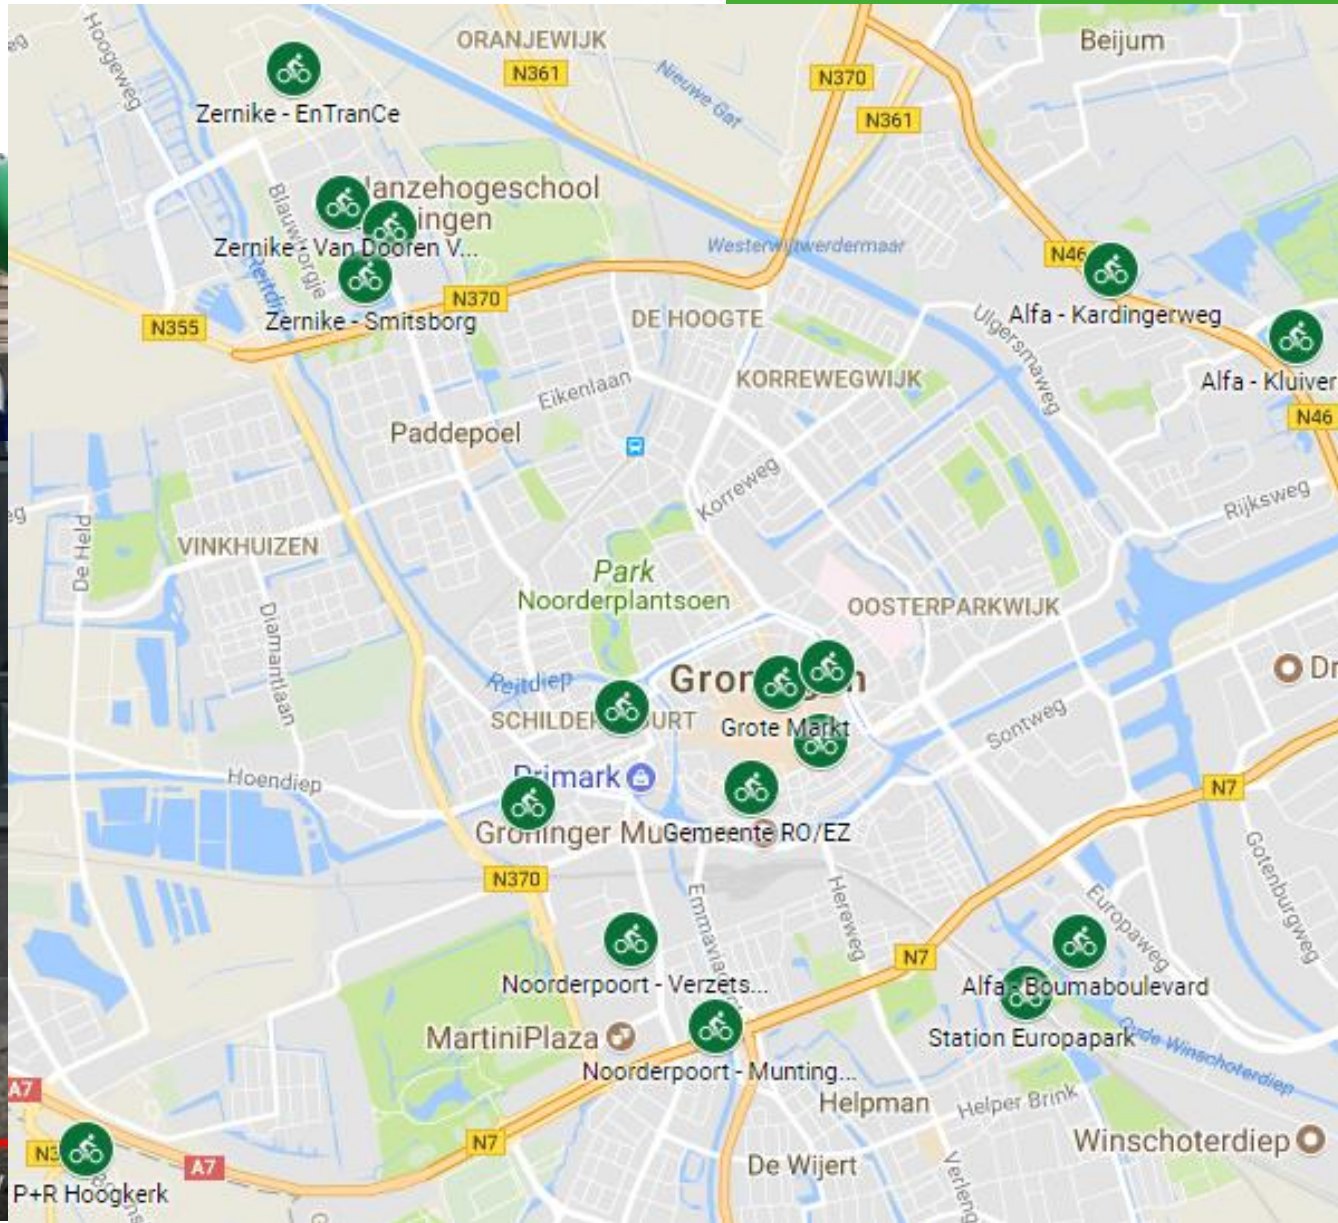 Hoogeweg
ORANJEWIJK
N361
Nieuwe Gat
N370
N361
Beijum
Zernike - EnTranCe
Blauwborgje
Zernike - Van Dooren V...
Reitdiep
Westerwijtwerdermaar
N46
N370
N355
Zernike - Smitsborg
DE HOOGTE
Ulgersmaweg
Alfa - Kardingerweg
Eikenlaan
KORREWEGWIJK
Alfa - Kluiver
N46
Paddepoel
Korreweg
Rijksweg
De Held
VINKHUIZEN
Park
Noorderplantsoen
OOSTERPARKWIJK
Diamantlaan
Reitdiep
Grote Markt
Sontweg
Hoendiep
Primark
N7
Gemeente RO/EZ
N370
Emmaviaduct
Hereweg
Europaweg
Gotenburgweg
N7
Noorderpoort - Verzets...
Alfa - Boumaboulevard
MartiniPlaza
Station Europapark
Oude Winschoterdiep
Noorderpoort - Munting...
A7
Helpman
Helper Brink
N7
Winschoterdiep
A7
De Wijert
P+R Hoogkerk